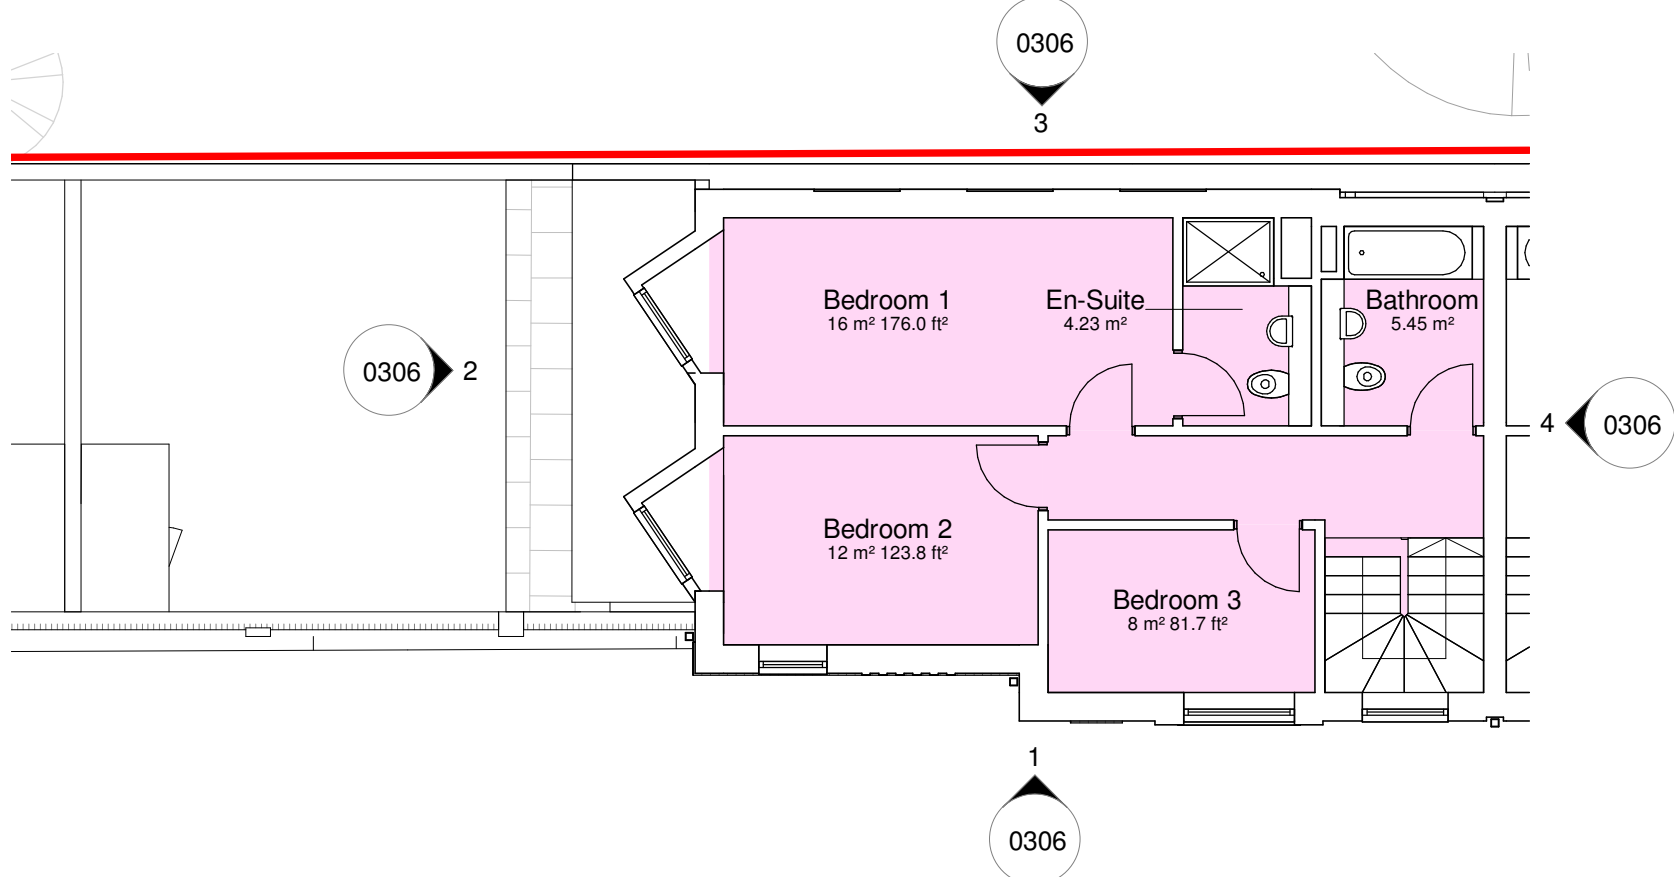 0306
3
Bedroom 1
16 m² 176.0 ft²
En-Suite
4.23 m²
Bathroom
5.45 m²
0306
2
4
0306
Bedroom 2
12 m² 123.8 ft²
Bedroom 3
8 m² 81.7 ft²
1
0306